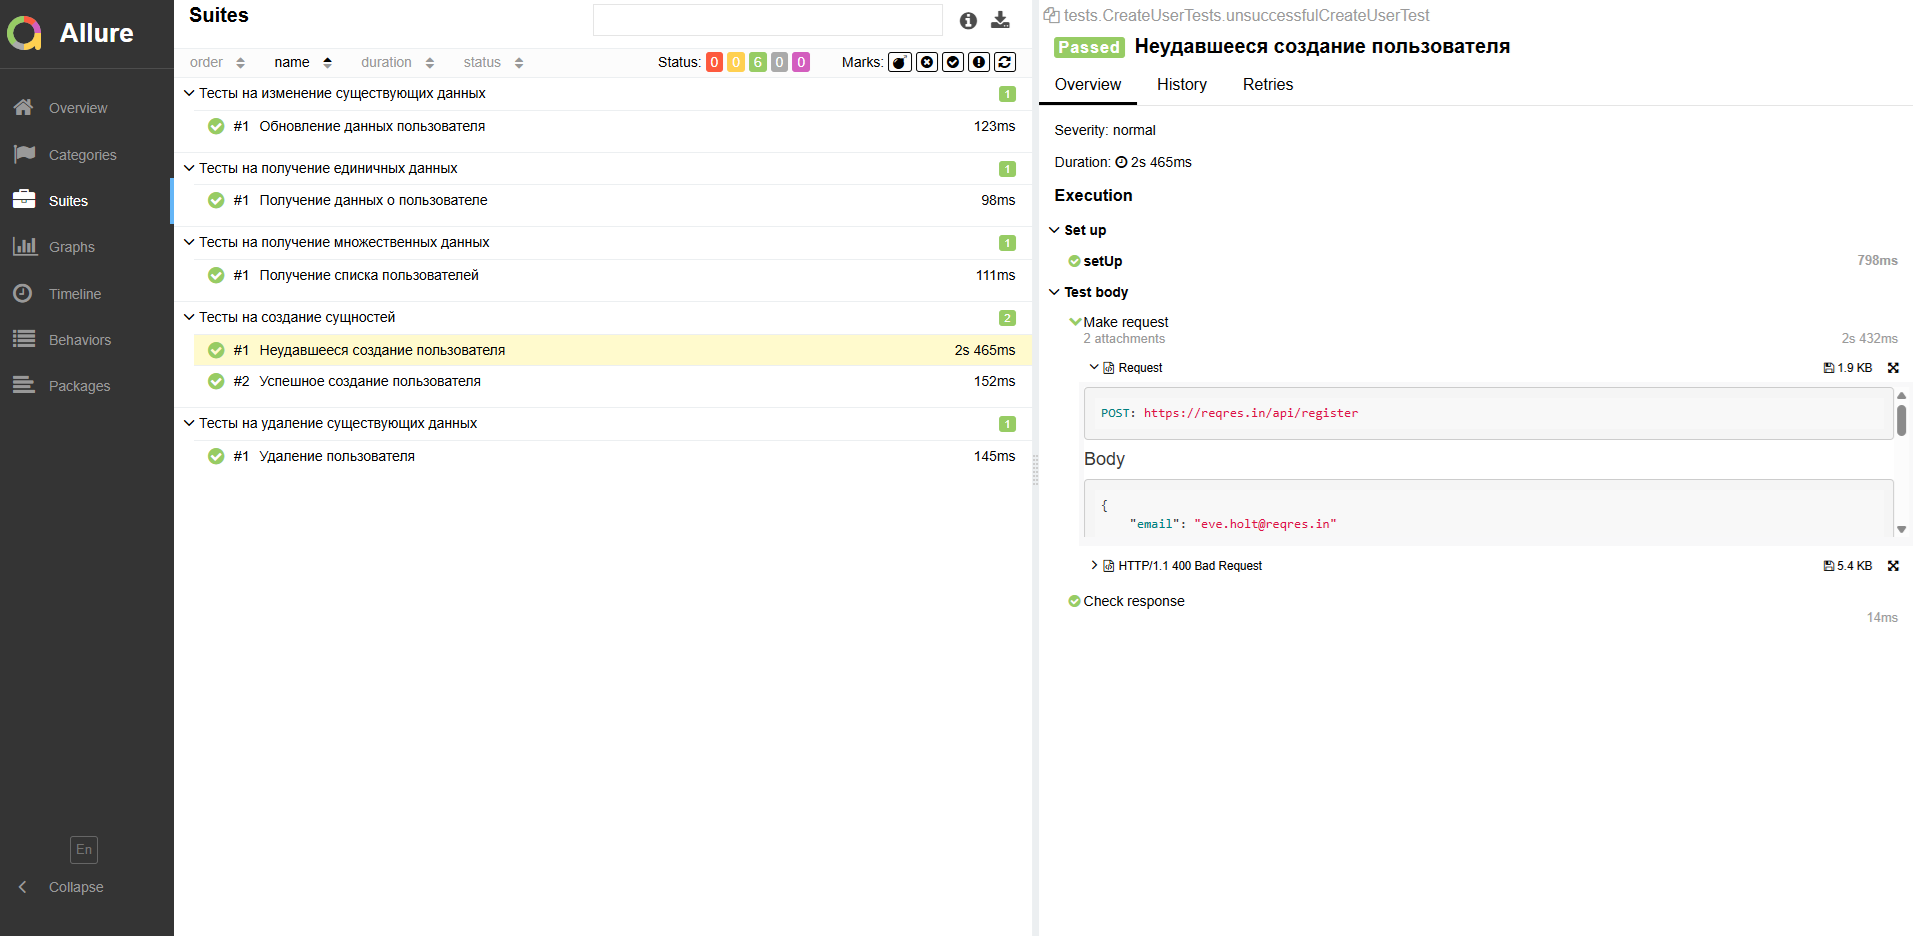 Allure
Overview
Categories
Suites
Graphs
Timeline
Behaviors
Packages
En
Collapse
Suites
order name duration status Status: 0 0 6 0 0 Marks:
Тесты на изменение существующих данных 1
#1 Обновление данных пользователя 123ms
Тесты на получение единичных данных 1
#1 Получение данных о пользователе 98ms
Тесты на получение множественных данных 1
#1 Получение списка пользователей 111ms
Тесты на создание сущностей 2
#1 Неудавшееся создание пользователя 2s 465ms
#2 Успешное создание пользователя 152ms
Тесты на удаление существующих данных 1
#1 Удаление пользователя 145ms
tests.CreateUserTests.unsuccessfulCreateUserTest
Passed Неудавшееся создание пользователя
Overview History Retries
Severity: normal
Duration: 2s 465ms
Execution
Set up
setUp 798ms
Test body
Make request
2 attachments 2s 432ms
Request 1.9 KB
POST: https://reqres.in/api/register
Body
{
"email": "eve.holt@reqres.in"
HTTP/1.1 400 Bad Request 5.4 KB
Check response
14ms